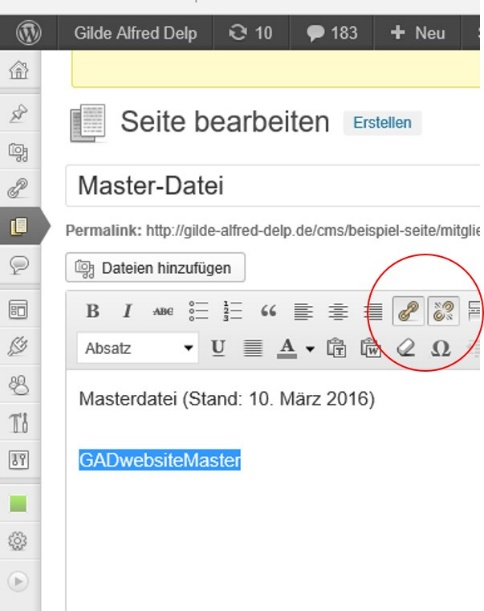 Gilde Alfred Delp 10 183 + Neu
Seite bearbeiten Erstellen
Master-Datei
Permalink: http://gilde-alfred-delp.de/cms/beispiel-seite/mitglie
Dateien hinzufügen
B I ABC
Absatz U A Ω
Masterdatei (Stand: 10. März 2016)
GADwebsiteMaster